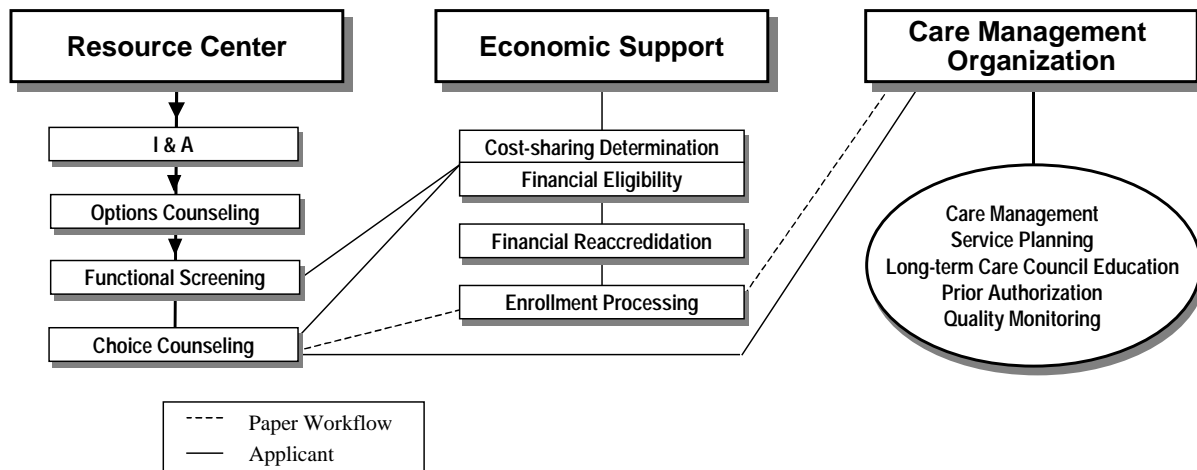 Resource Center
I & A
Options Counseling
Functional Screening
Choice Counseling
Economic Support
Cost-sharing Determination
Financial Eligibility
Financial Reaccredidation
Enrollment Processing
Care Management
Organization
Care Management
Service Planning
Long-term Care Council Education
Prior Authorization
Quality Monitoring
Paper Workflow
Applicant